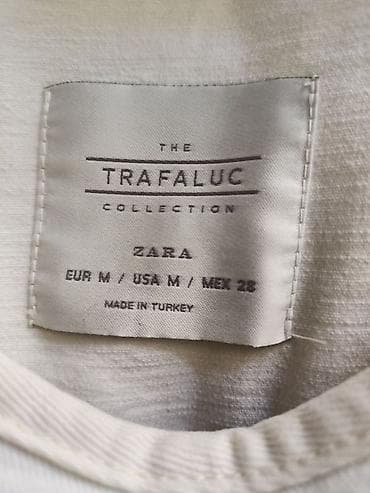 THE
TRAFALUC
COLLECTION
ZARA
EUR M / USA M / MEX 28
MADE IN TURKEY